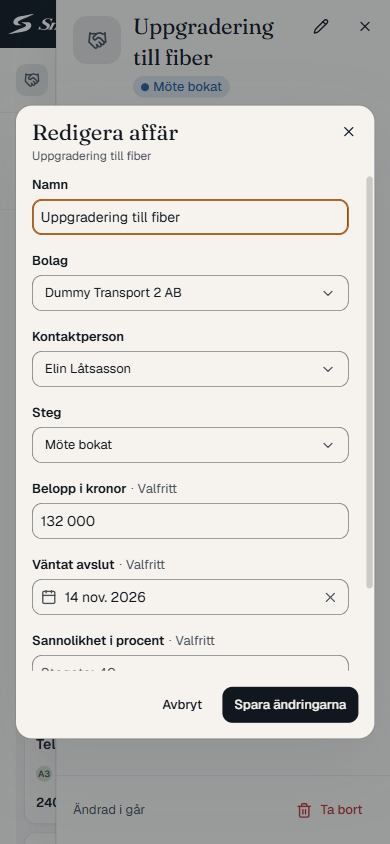 Uppgradering
till fiber
Möte bokat
Redigera affär
Uppgradering till fiber
Namn
Uppgradering till fiber
Bolag
Dummy Transport 2 AB
Kontaktperson
Elin Låtsasson
Steg
Möte bokat
Belopp i kronor · Valfritt
132 000
Väntat avslut · Valfritt
14 nov. 2026
Sannolikhet i procent · Valfritt
Avbryt
Spara ändringarna
Tel
A3
240
Ändrad i går
Ta bort